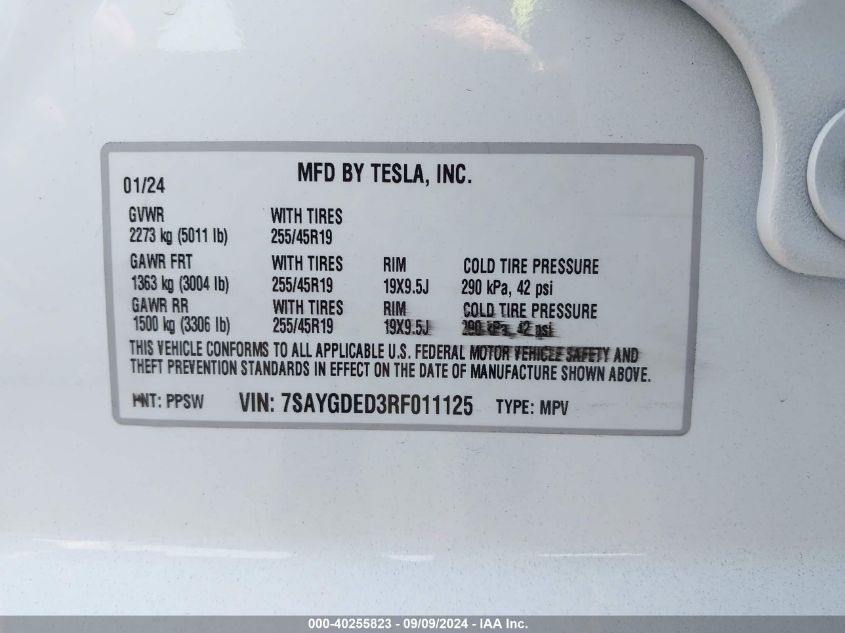 MFD BY TESLA, INC.
01/24
GVWR WITH TIRES
2273 kg (5011 lb) 255/45R19
GAWR FRT WITH TIRES RIM COLD TIRE PRESSURE
1363 kg (3004 lb) 255/45R19 19X9.5J 290 kPa, 42 psi
GAWR RR WITH TIRES RIM COLD TIRE PRESSURE
1500 kg (3306 lb) 255/45R19 19X9.5J 290 kPa, 42 psi
THIS VEHICLE CONFORMS TO ALL APPLICABLE U.S. FEDERAL MOTOR VEHICLE SAFETY AND
THEFT PREVENTION STANDARDS IN EFFECT ON THE DATE OF MANUFACTURE SHOWN ABOVE.
PNT: PPSW VIN: 7SAYGDED3RF011125 TYPE: MPV
000-40255823 / 09/09/2024 - IAA Inc.